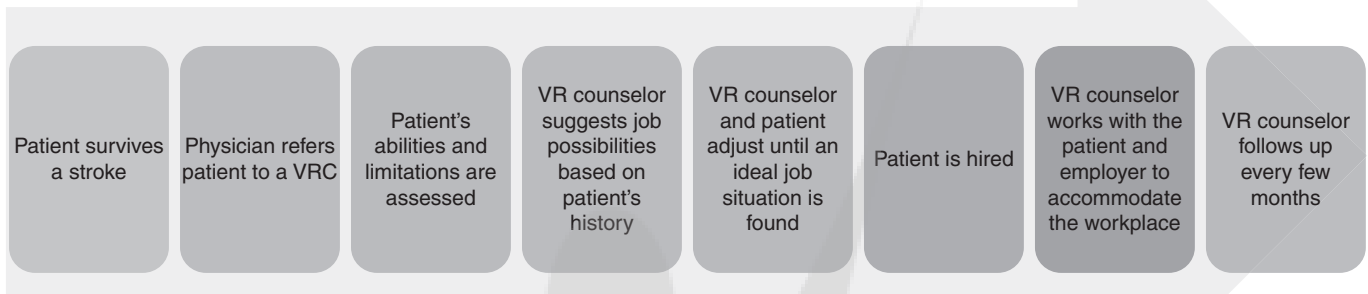 Patient survives
a stroke
Physician refers
patient to a VRC
Patient's
abilities and
limitations are
assessed
VR counselor
suggests job
possibilities
based on
patient's
history
VR counselor
and patient
adjust until an
ideal job
situation is
found
Patient is hired
VR counselor
works with the
patient and
employer to
accommodate
the workplace
VR counselor
follows up
every few
months